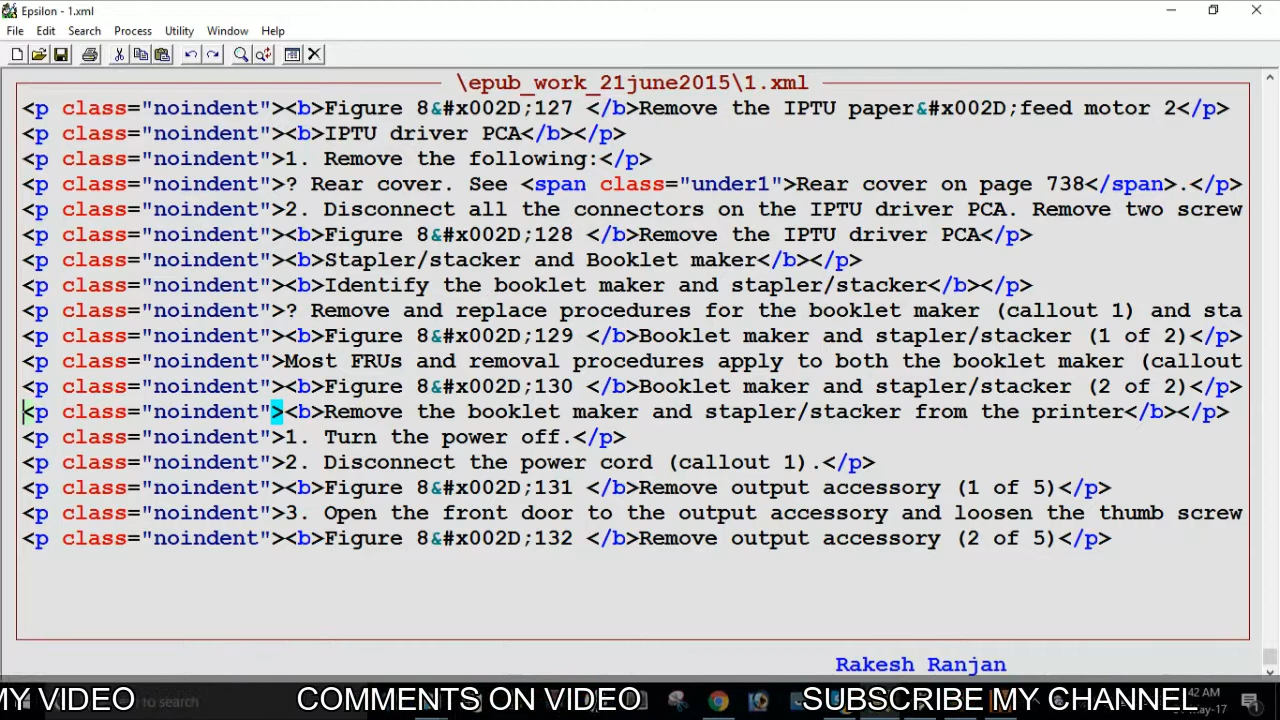 Epsilon - 1.xml
File Edit Search Process Utility Window Help
\epub_work_21june2015\1.xml
<p class="noindent"><b>Figure 8&#x002D;127 </b>Remove the IPTU paper&#x002D;feed motor 2</p>
<p class="noindent"><b>IPTU driver PCA</b></p>
<p class="noindent">1. Remove the following:</p>
<p class="noindent">? Rear cover. See <span class="under1">Rear cover on page 738</span>.</p>
<p class="noindent">2. Disconnect all the connectors on the IPTU driver PCA. Remove two screw
<p class="noindent"><b>Figure 8&#x002D;128 </b>Remove the IPTU driver PCA</p>
<p class="noindent"><b>Stapler/stacker and Booklet maker</b></p>
<p class="noindent"><b>Identify the booklet maker and stapler/stacker</b></p>
<p class="noindent">? Remove and replace procedures for the booklet maker (callout 1) and sta
<p class="noindent"><b>Figure 8&#x002D;129 </b>Booklet maker and stapler/stacker (1 of 2)</p>
<p class="noindent">Most FRUs and removal procedures apply to both the booklet maker (callout
<p class="noindent"><b>Figure 8&#x002D;130 </b>Booklet maker and stapler/stacker (2 of 2)</p>
<p class="noindent"><b>Remove the booklet maker and stapler/stacker from the printer</b></p>
<p class="noindent">1. Turn the power off.</p>
<p class="noindent">2. Disconnect the power cord (callout 1).</p>
<p class="noindent"><b>Figure 8&#x002D;131 </b>Remove output accessory (1 of 5)</p>
<p class="noindent">3. Open the front door to the output accessory and loosen the thumb screw
<p class="noindent"><b>Figure 8&#x002D;132 </b>Remove output accessory (2 of 5)</p>
Rakesh Ranjan
MY VIDEO COMMENTS ON VIDEO SUBSCRIBE MY CHANNEL